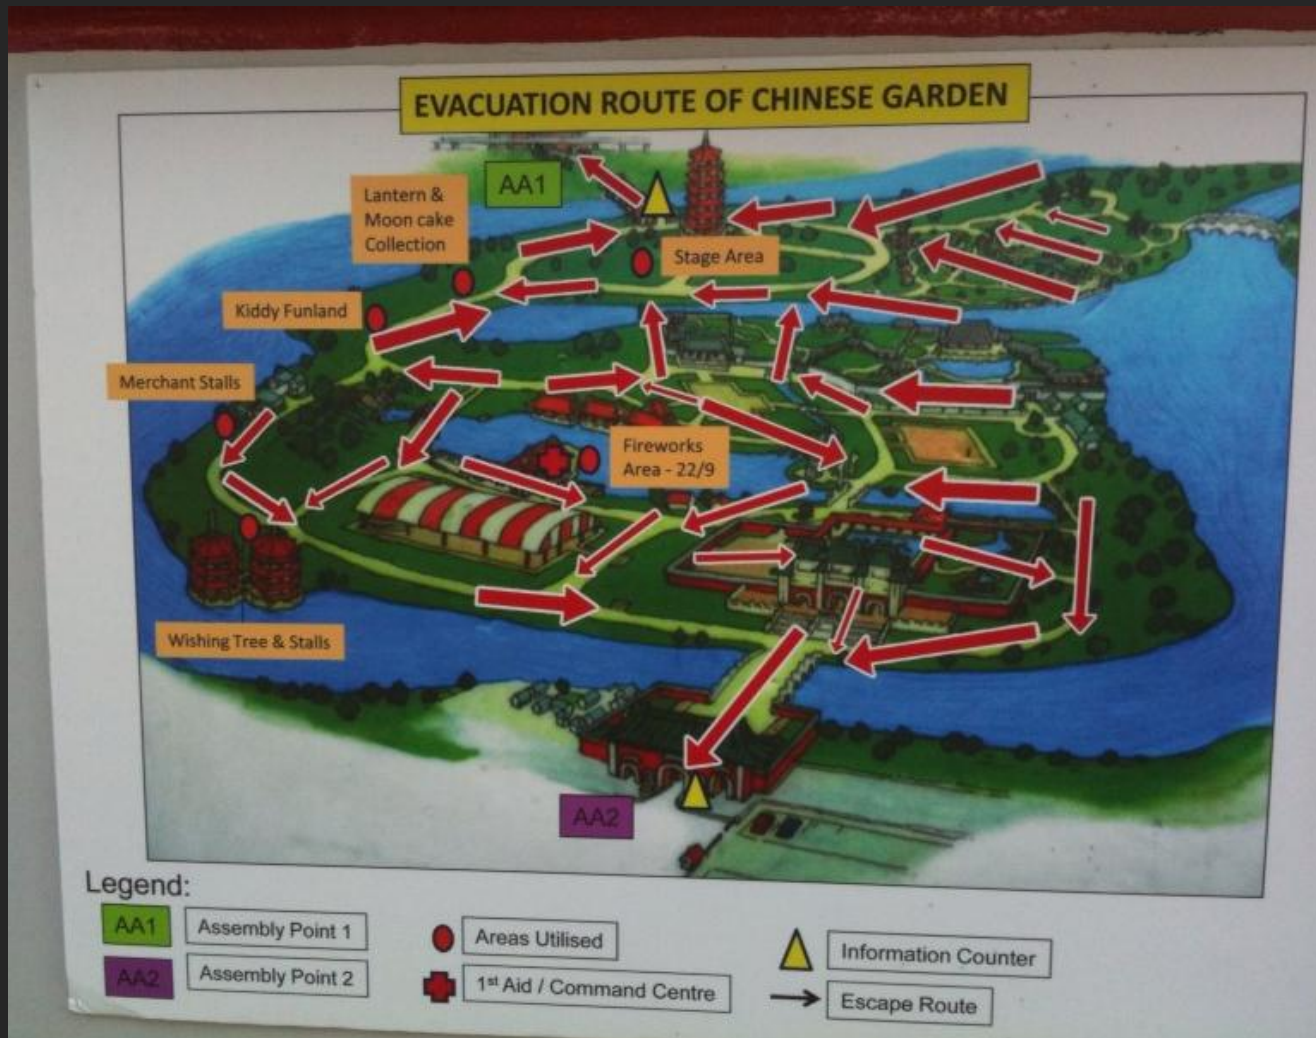 EVACUATION ROUTE OF CHINESE GARDEN
AA1
Lantern &
Moon cake
Collection
Stage Area
Kiddy Funland
Merchant Stalls
Fireworks
Area - 22/9
Wishing Tree & Stalls
AA2
Legend:
AA1 Assembly Point 1
AA2 Assembly Point 2
Areas Utilised
1st Aid / Command Centre
Information Counter
Escape Route